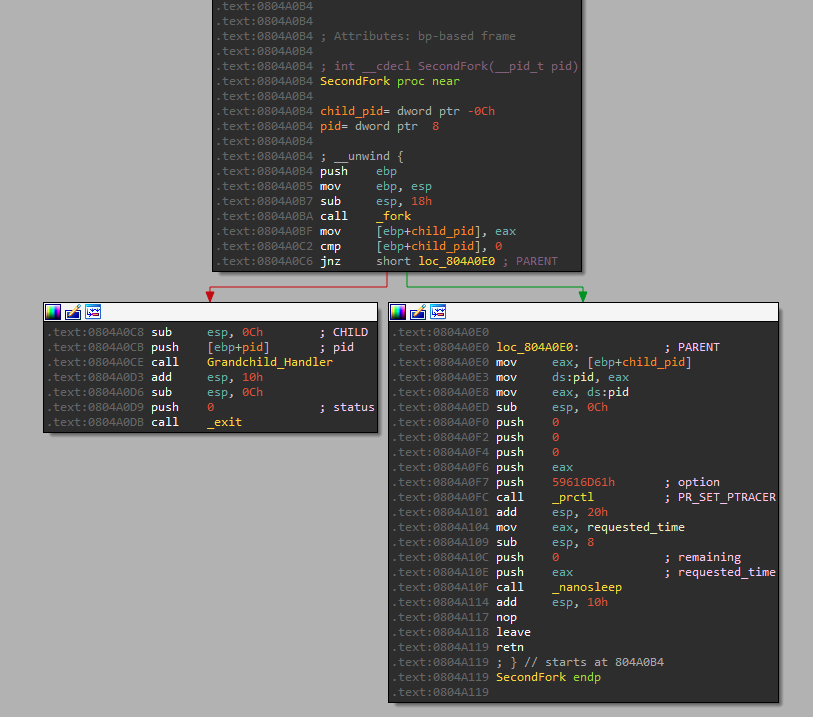 .text:0804A0B4
.text:0804A0B4
.text:0804A0B4 ; Attributes: bp-based frame
.text:0804A0B4
.text:0804A0B4 ; int __cdecl SecondFork(__pid_t pid)
.text:0804A0B4 SecondFork proc near
.text:0804A0B4
.text:0804A0B4 child_pid= dword ptr -0Ch
.text:0804A0B4 pid= dword ptr  8
.text:0804A0B4
.text:0804A0B4 ; __unwind {
.text:0804A0B4 push    ebp
.text:0804A0B5 mov     ebp, esp
.text:0804A0B7 sub     esp, 18h
.text:0804A0BA call    _fork
.text:0804A0BF mov     [ebp+child_pid], eax
.text:0804A0C2 cmp     [ebp+child_pid], 0
.text:0804A0C6 jnz     short loc_804A0E0 ; PARENT
.text:0804A0C8 sub     esp, 0Ch        ; CHILD
.text:0804A0CB push    [ebp+pid]       ; pid
.text:0804A0CE call    Grandchild_Handler
.text:0804A0D3 add     esp, 10h
.text:0804A0D6 sub     esp, 0Ch
.text:0804A0D9 push    0               ; status
.text:0804A0DB call    _exit
.text:0804A0E0
.text:0804A0E0 loc_804A0E0:            ; PARENT
.text:0804A0E0 mov     eax, [ebp+child_pid]
.text:0804A0E3 mov     ds:pid, eax
.text:0804A0E8 mov     eax, ds:pid
.text:0804A0ED sub     esp, 0Ch
.text:0804A0F0 push    0
.text:0804A0F2 push    0
.text:0804A0F4 push    0
.text:0804A0F6 push    eax
.text:0804A0F7 push    59616D61h       ; option
.text:0804A0FC call    _prctl          ; PR_SET_PTRACER
.text:0804A101 add     esp, 20h
.text:0804A104 mov     eax, requested_time
.text:0804A109 sub     esp, 8
.text:0804A10C push    0               ; remaining
.text:0804A10E push    eax             ; requested_time
.text:0804A10F call    _nanosleep
.text:0804A114 add     esp, 10h
.text:0804A117 nop
.text:0804A118 leave
.text:0804A119 retn
.text:0804A119 ; } // starts at 804A0B4
.text:0804A119 SecondFork endp
.text:0804A119